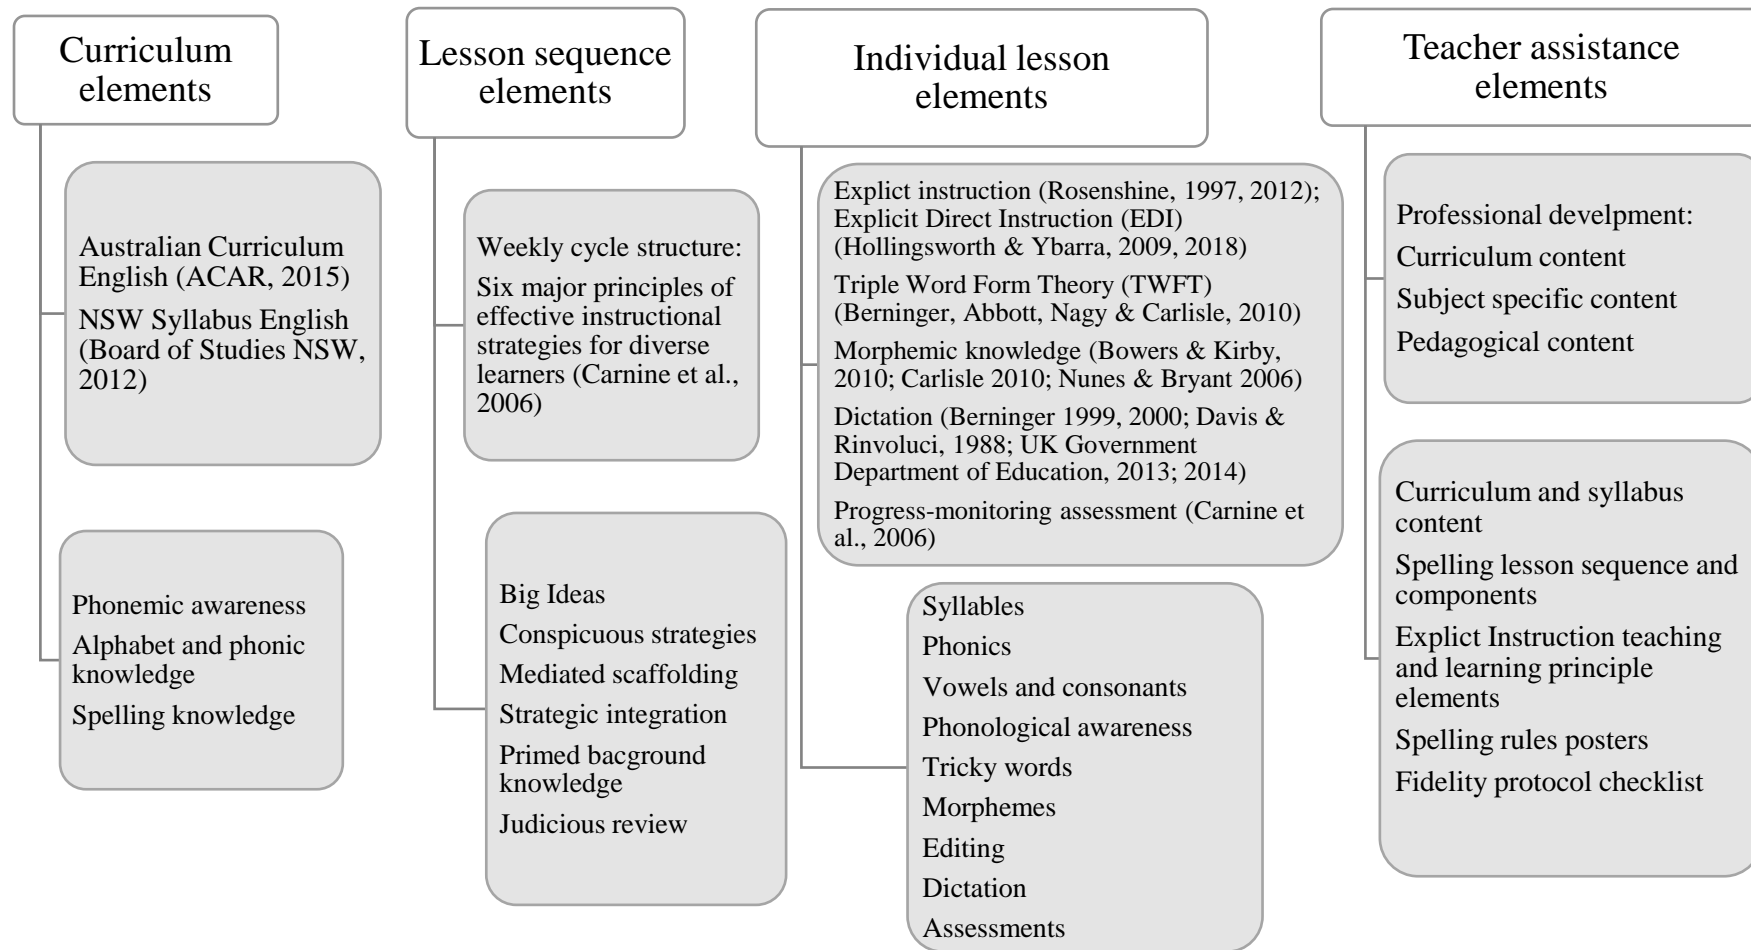 Curriculum
elements
Australian Curriculum
English (ACAR, 2015)
NSW Syllabus English
(Board of Studies NSW,
2012)
Phonemic awareness
Alphabet and phonic
knowledge
Spelling knowledge
Lesson sequence
elements
Weekly cycle structure:
Six major principles of
effective instructional
strategies for diverse
learners (Carnine et al.,
2006)
Big Ideas
Conspicuous strategies
Mediated scaffolding
Strategic integration
Primed bacground
knowledge
Judicious review
Individual lesson
elements
Explict instruction (Rosenshine, 1997, 2012);
Explicit Direct Instruction (EDI)
(Hollingsworth & Ybarra, 2009, 2018)
Triple Word Form Theory (TWFT)
(Berninger, Abbott, Nagy & Carlisle, 2010)
Morphemic knowledge (Bowers & Kirby,
2010; Carlisle 2010; Nunes & Bryant 2006)
Dictation (Berninger 1999, 2000; Davis &
Rinvoluci, 1988; UK Government
Department of Education, 2013; 2014)
Progress-monitoring assessment (Carnine et
al., 2006)
Syllables
Phonics
Vowels and consonants
Phonological awareness
Tricky words
Morphemes
Editing
Dictation
Assessments
Teacher assistance
elements
Professional develpment:
Curriculum content
Subject specific content
Pedagogical content
Curriculum and syllabus
content
Spelling lesson sequence and
components
Explict Instruction teaching
and learning principle
elements
Spelling rules posters
Fidelity protocol checklist